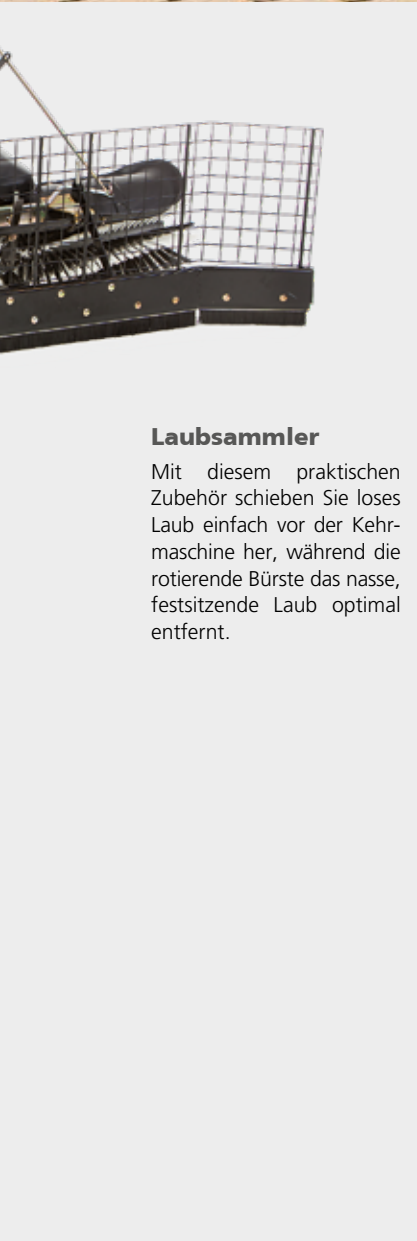 Laubsammler
Mit diesem praktischen
Zubehör schieben Sie loses
Laub einfach vor der Kehr-
maschine her, während die
rotierende Bürste das nasse,
festsitzende Laub optimal
entfernt.